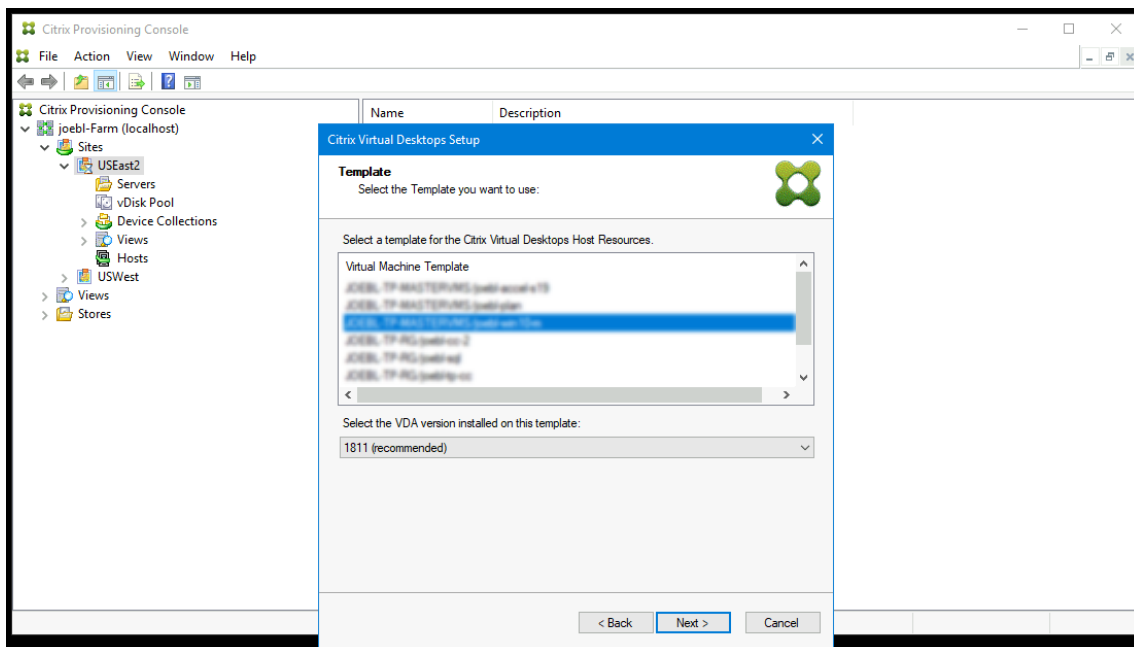 Citrix Provisioning Console
File Action View Window Help
Citrix Provisioning Console
joebl-Farm (localhost)
Sites
USEast2
Servers
vDisk Pool
Device Collections
Views
Hosts
USWest
Views
Stores
Name Description
Citrix Virtual Desktops Setup
Template
Select the Template you want to use:
Select a template for the Citrix Virtual Desktops Host Resources.
Virtual Machine Template
Select the VDA version installed on this template:
1811 (recommended)
< Back Next > Cancel